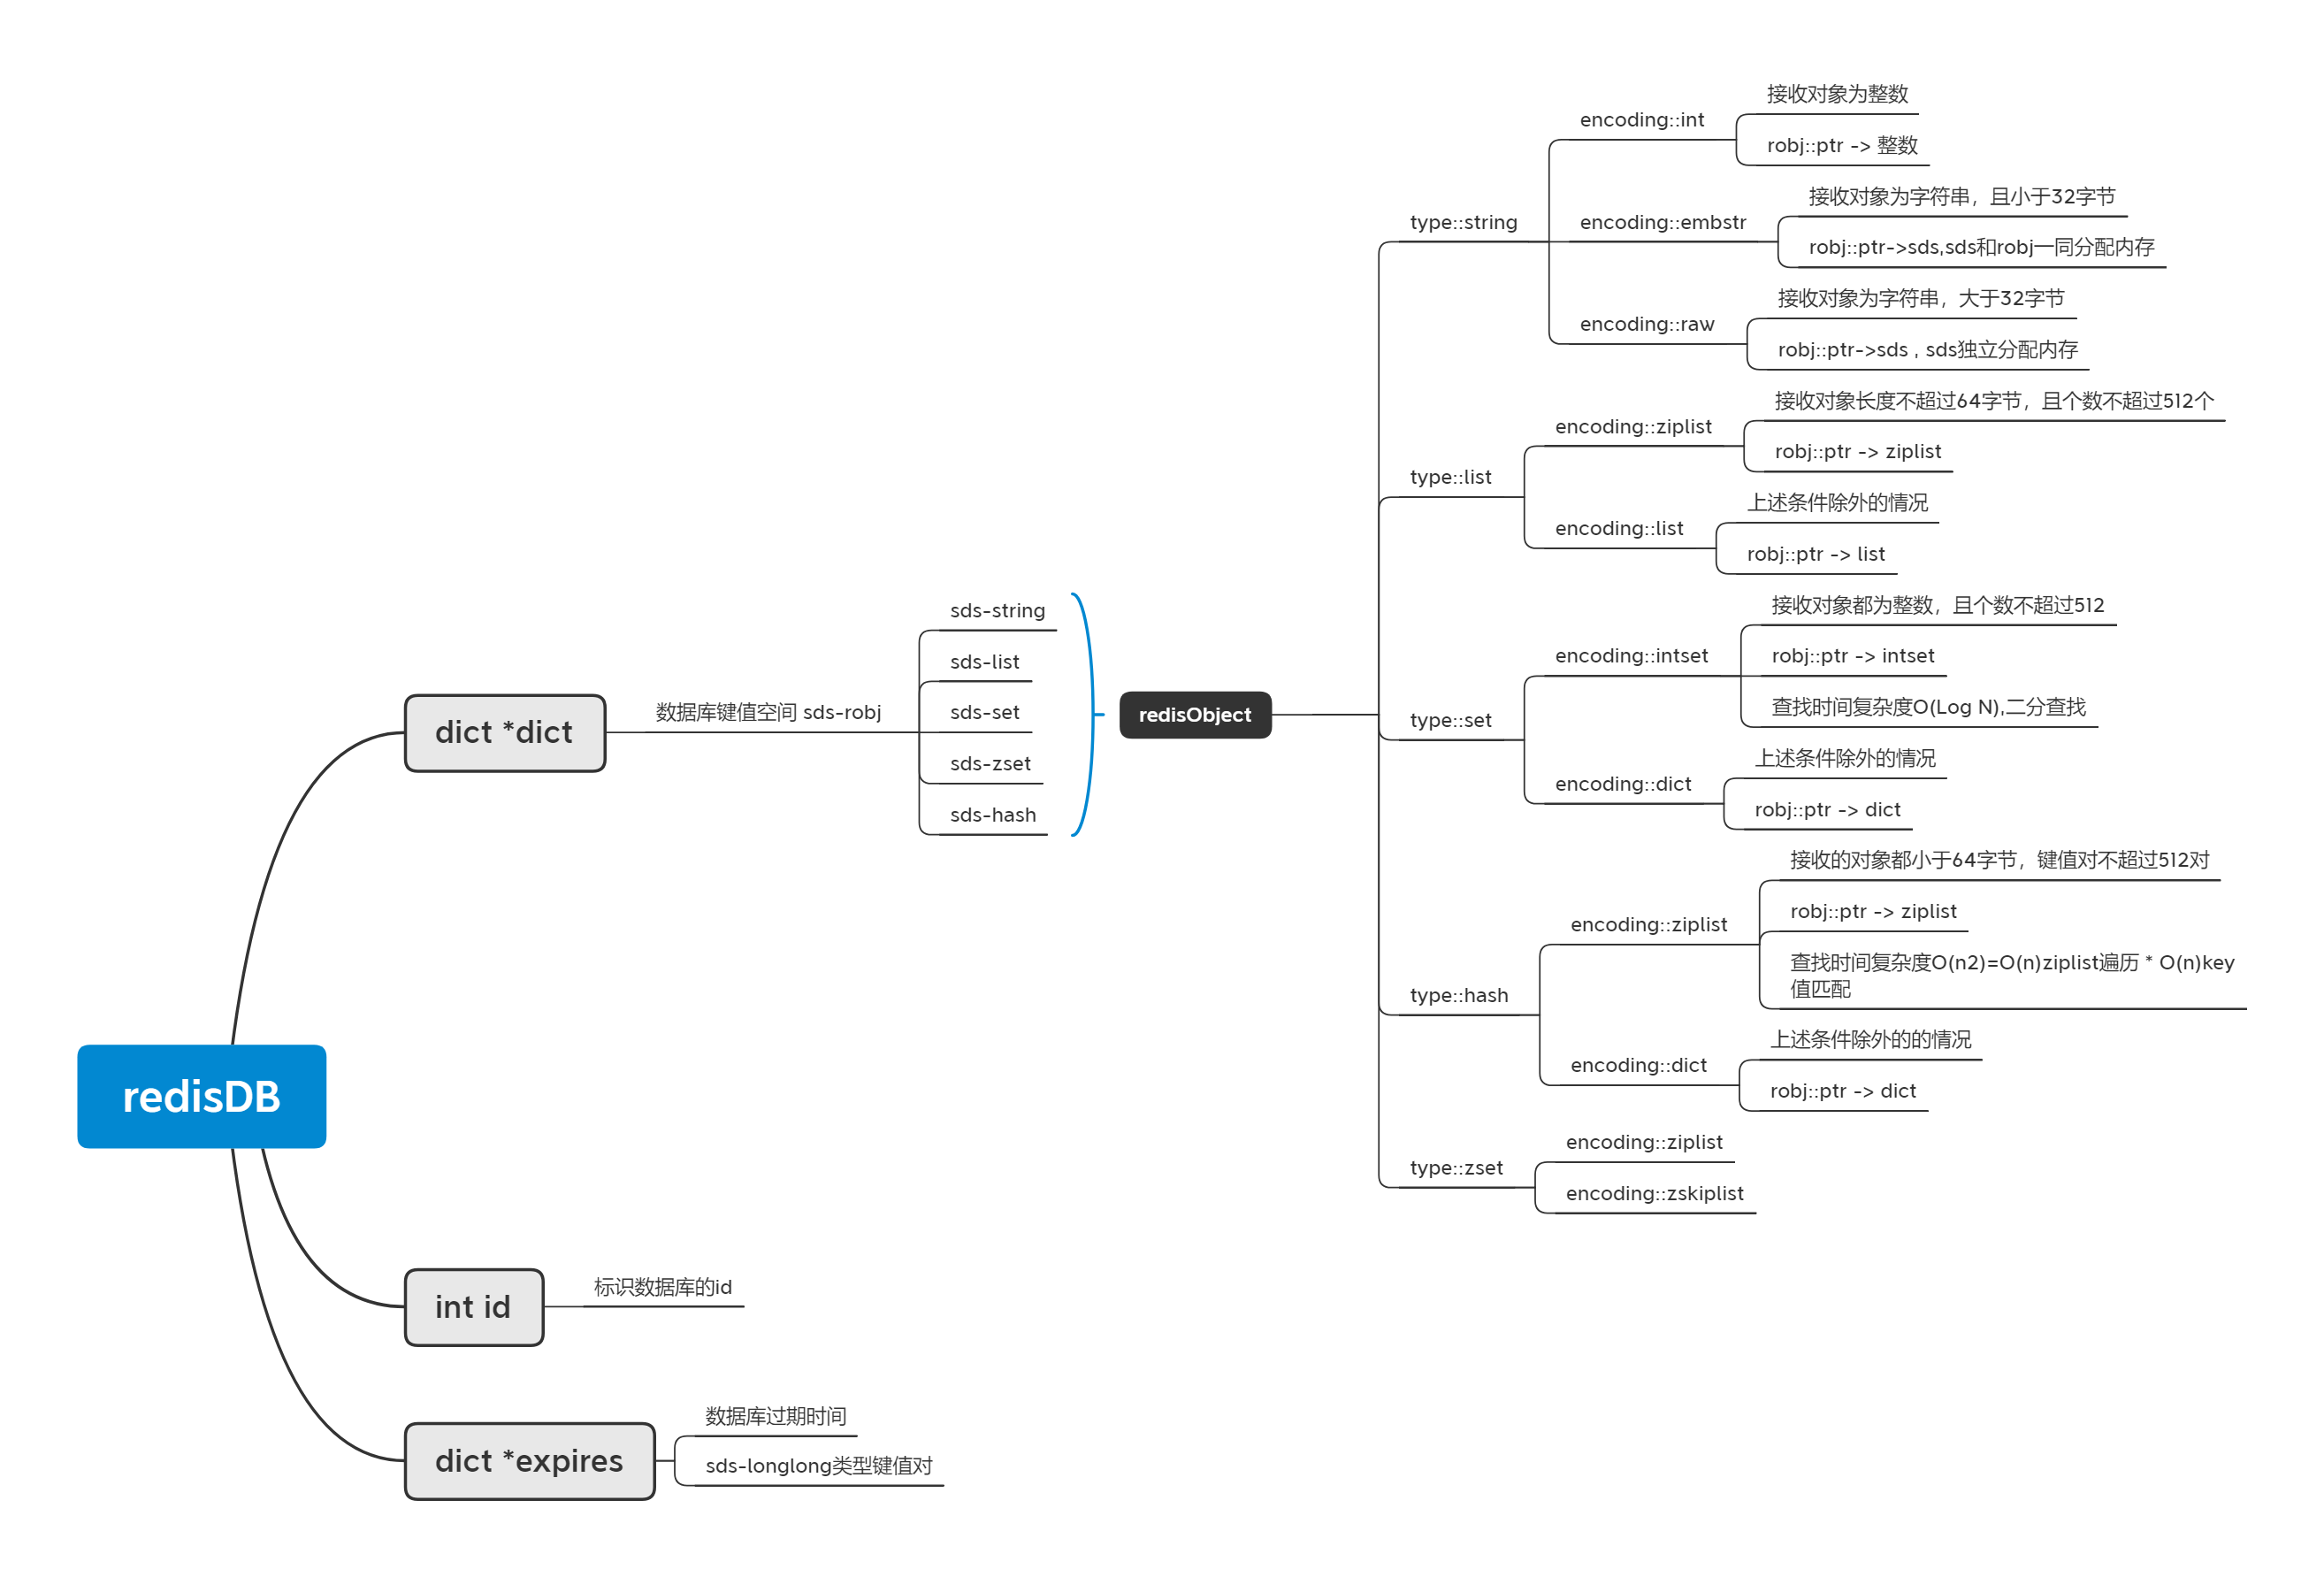 redisDB
dict *dict
数据库键值空间 sds-robj
sds-string
sds-list
sds-set
sds-zset
sds-hash
redisObject
type::string
encoding::int
接收对象为整数
robj::ptr -> 整数
encoding::embstr
接收对象为字符串，且小于32字节
robj::ptr->sds,sds和robj一同分配内存
encoding::raw
接收对象为字符串，大于32字节
robj::ptr->sds , sds独立分配内存
type::list
encoding::ziplist
接收对象长度不超过64字节，且个数不超过512个
robj::ptr -> ziplist
encoding::list
上述条件除外的情况
robj::ptr -> list
type::set
encoding::intset
接收对象都为整数，且个数不超过512
robj::ptr -> intset
查找时间复杂度O(Log N),二分查找
encoding::dict
上述条件除外的情况
robj::ptr -> dict
type::hash
encoding::ziplist
接收的对象都小于64字节，键值对不超过512对
robj::ptr -> ziplist
查找时间复杂度O(n2)=O(n)ziplist遍历 * O(n)key
值匹配
encoding::dict
上述条件除外的的情况
robj::ptr -> dict
type::zset
encoding::ziplist
encoding::zskiplist
int id
标识数据库的id
dict *expires
数据库过期时间
sds-longlong类型键值对